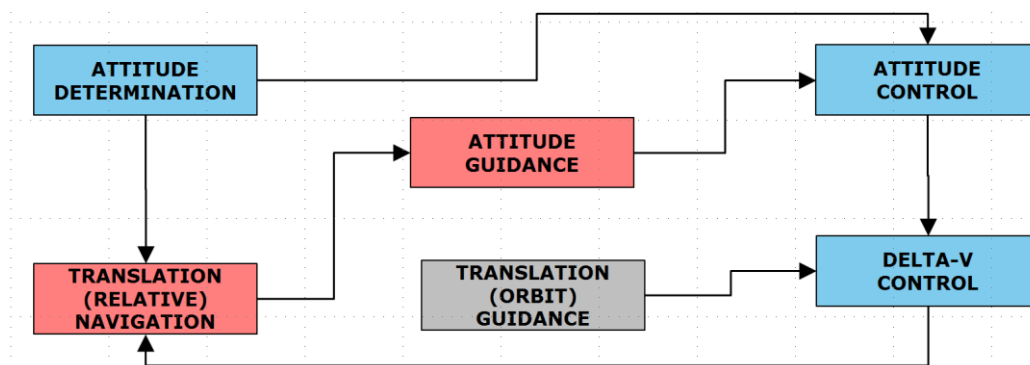 ATTITUDE
DETERMINATION
ATTITUDE
CONTROL
ATTITUDE
GUIDANCE
TRANSLATION
(RELATIVE)
NAVIGATION
TRANSLATION
(ORBIT)
GUIDANCE
DELTA-V
CONTROL